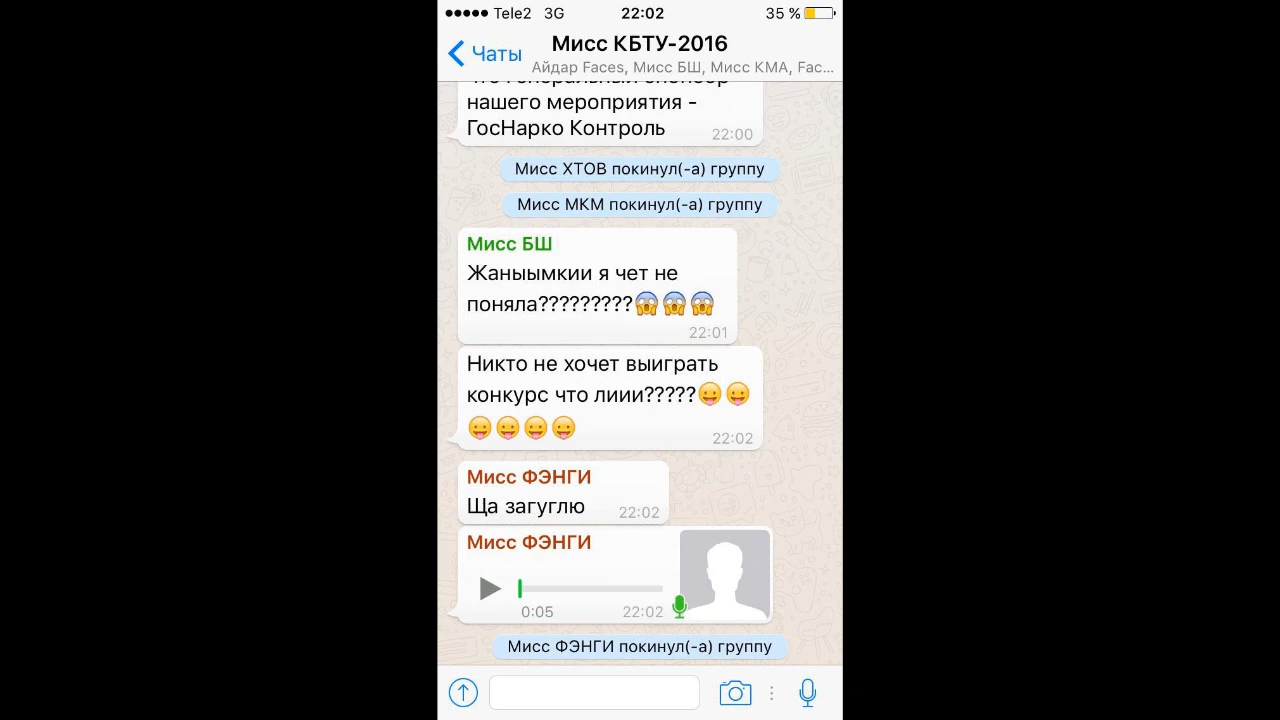 Tele2 3G 22:02 35 %
Чаты Мисс КБТУ-2016
Айдар Faces, Мисс БШ, Мисс КМА, Fac...
нашего мероприятия -
ГосНарко Контроль 22:00
Мисс ХТОВ покинул(-а) группу
Мисс МКМ покинул(-а) группу
Мисс БШ
Жаныымкии я чет не
поняла?????????😱😱😱
22:01
Никто не хочет выиграть
конкурс что лиии?????😛😛
😛😛😛😛 22:02
Мисс ФЭНГИ
Ща загуглю 22:02
Мисс ФЭНГИ
0:05 22:02
Мисс ФЭНГИ покинул(-а) группу